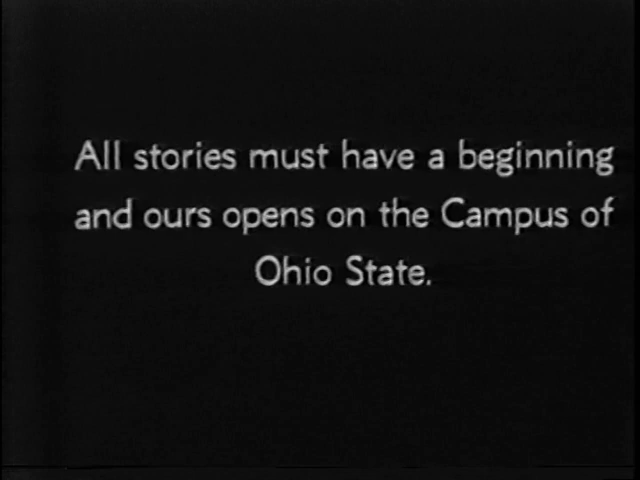 All stories must have a beginning
and ours opens on the Campus of
Ohio State.